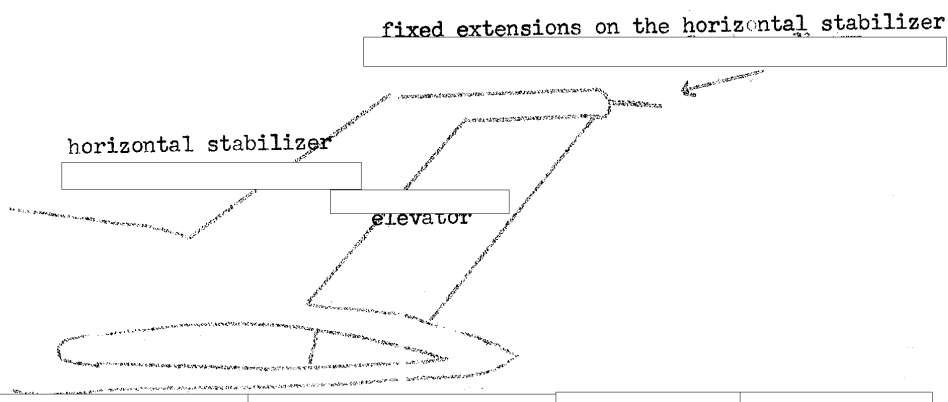 fixed extensions on the horizontal stabilizer
horizontal stabilizer
elevator